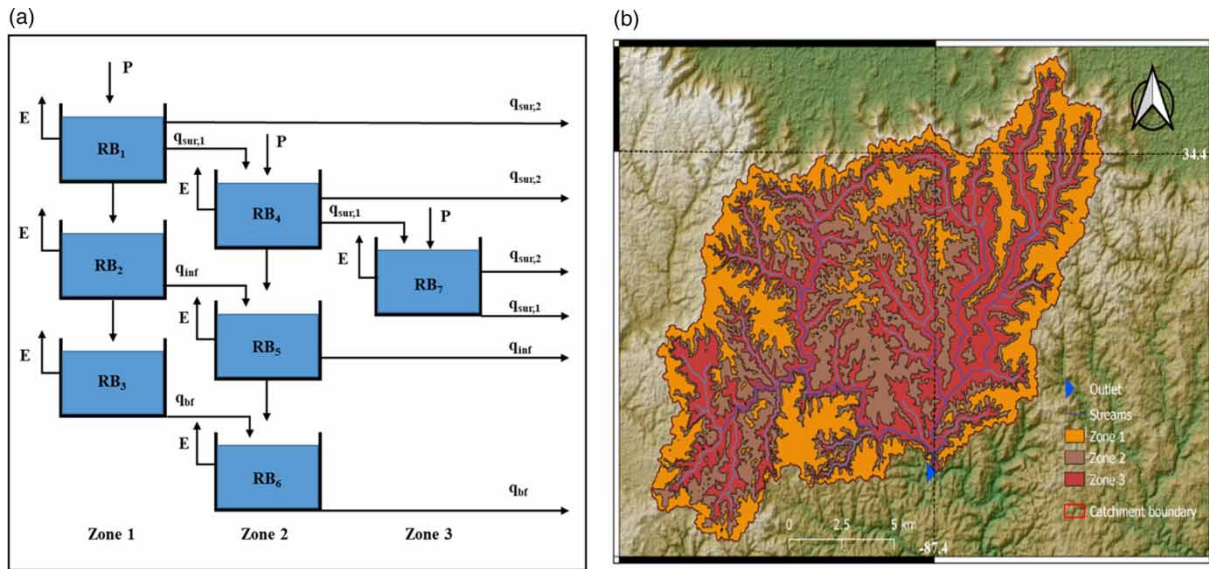 (a)
P
E
RB1
qsur,2
qsur,1
P
E
RB4
qsur,2
qsur,1
P
E
RB2
qinf
E
RB7
qsur,2
qsur,1
E
RB5
qinf
E
RB3
qbf
E
RB6
qbf
Zone 1
Zone 2
Zone 3
(b)
34.4
Outlet
Streams
Zone 1
Zone 2
Zone 3
Catchment boundary
0 2.5 5 km
-87.4